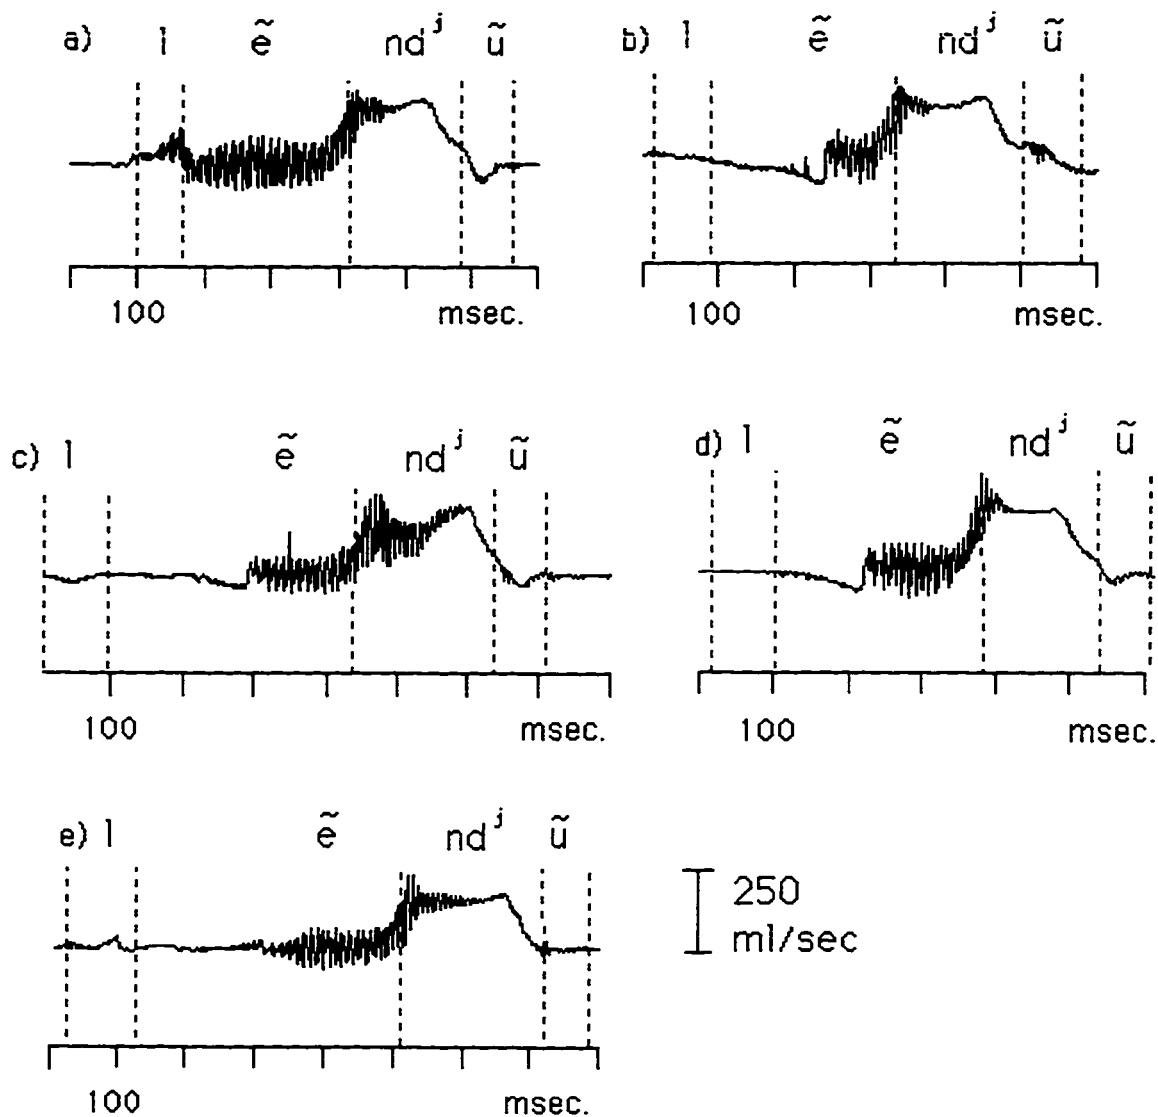 a) l ẽ ndʲ ũ
b) l ẽ ndʲ ũ
100 msec.
100 msec.
c) l ẽ ndʲ ũ
d) l ẽ ndʲ ũ
100 msec.
100 msec.
e) l ẽ ndʲ ũ
250
ml/sec
100 msec.